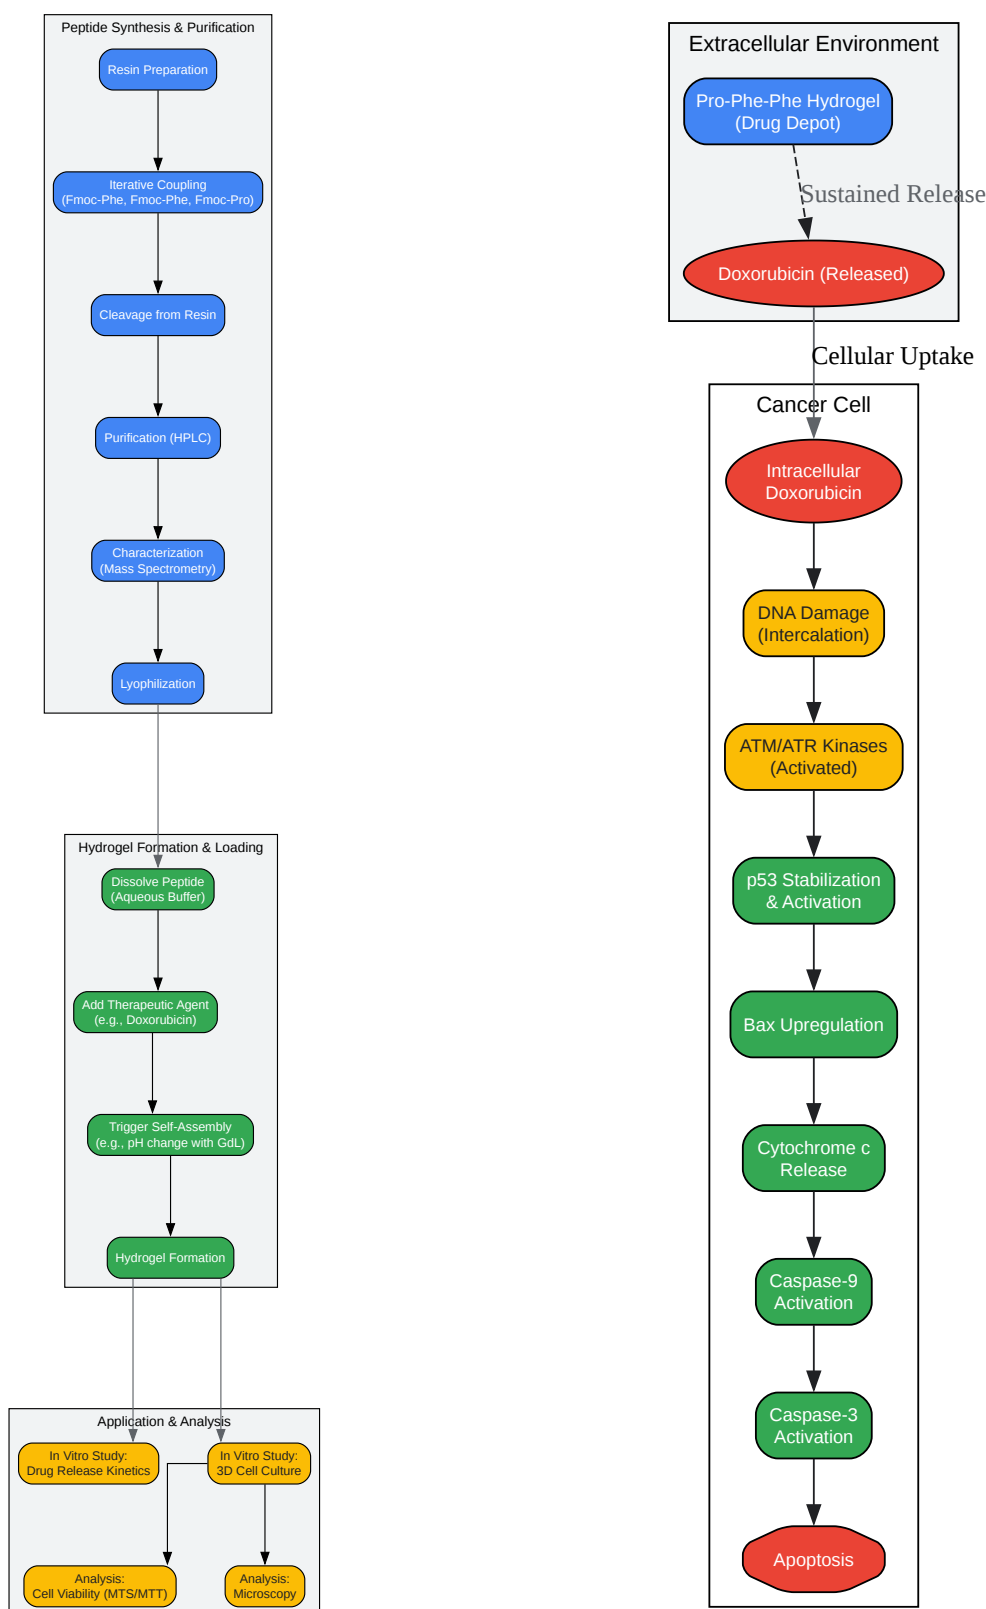 Peptide Synthesis & Purification
Resin Preparation
Iterative Coupling
(Fmoc-Phe, Fmoc-Phe, Fmoc-Pro)
Cleavage from Resin
Purification (HPLC)
Characterization
(Mass Spectrometry)
Lyophilization
Hydrogel Formation & Loading
Dissolve Peptide
(Aqueous Buffer)
Add Therapeutic Agent
(e.g., Doxorubicin)
Trigger Self-Assembly
(e.g., pH change with GdL)
Hydrogel Formation
Application & Analysis
In Vitro Study:
Drug Release Kinetics
In Vitro Study:
3D Cell Culture
Analysis:
Cell Viability (MTS/MTT)
Analysis:
Microscopy
Extracellular Environment
Pro-Phe-Phe Hydrogel
(Drug Depot)
Sustained Release
Doxorubicin (Released)
Cellular Uptake
Cancer Cell
Intracellular
Doxorubicin
DNA Damage
(Intercalation)
ATM/ATR Kinases
(Activated)
p53 Stabilization
& Activation
Bax Upregulation
Cytochrome c
Release
Caspase-9
Activation
Caspase-3
Activation
Apoptosis